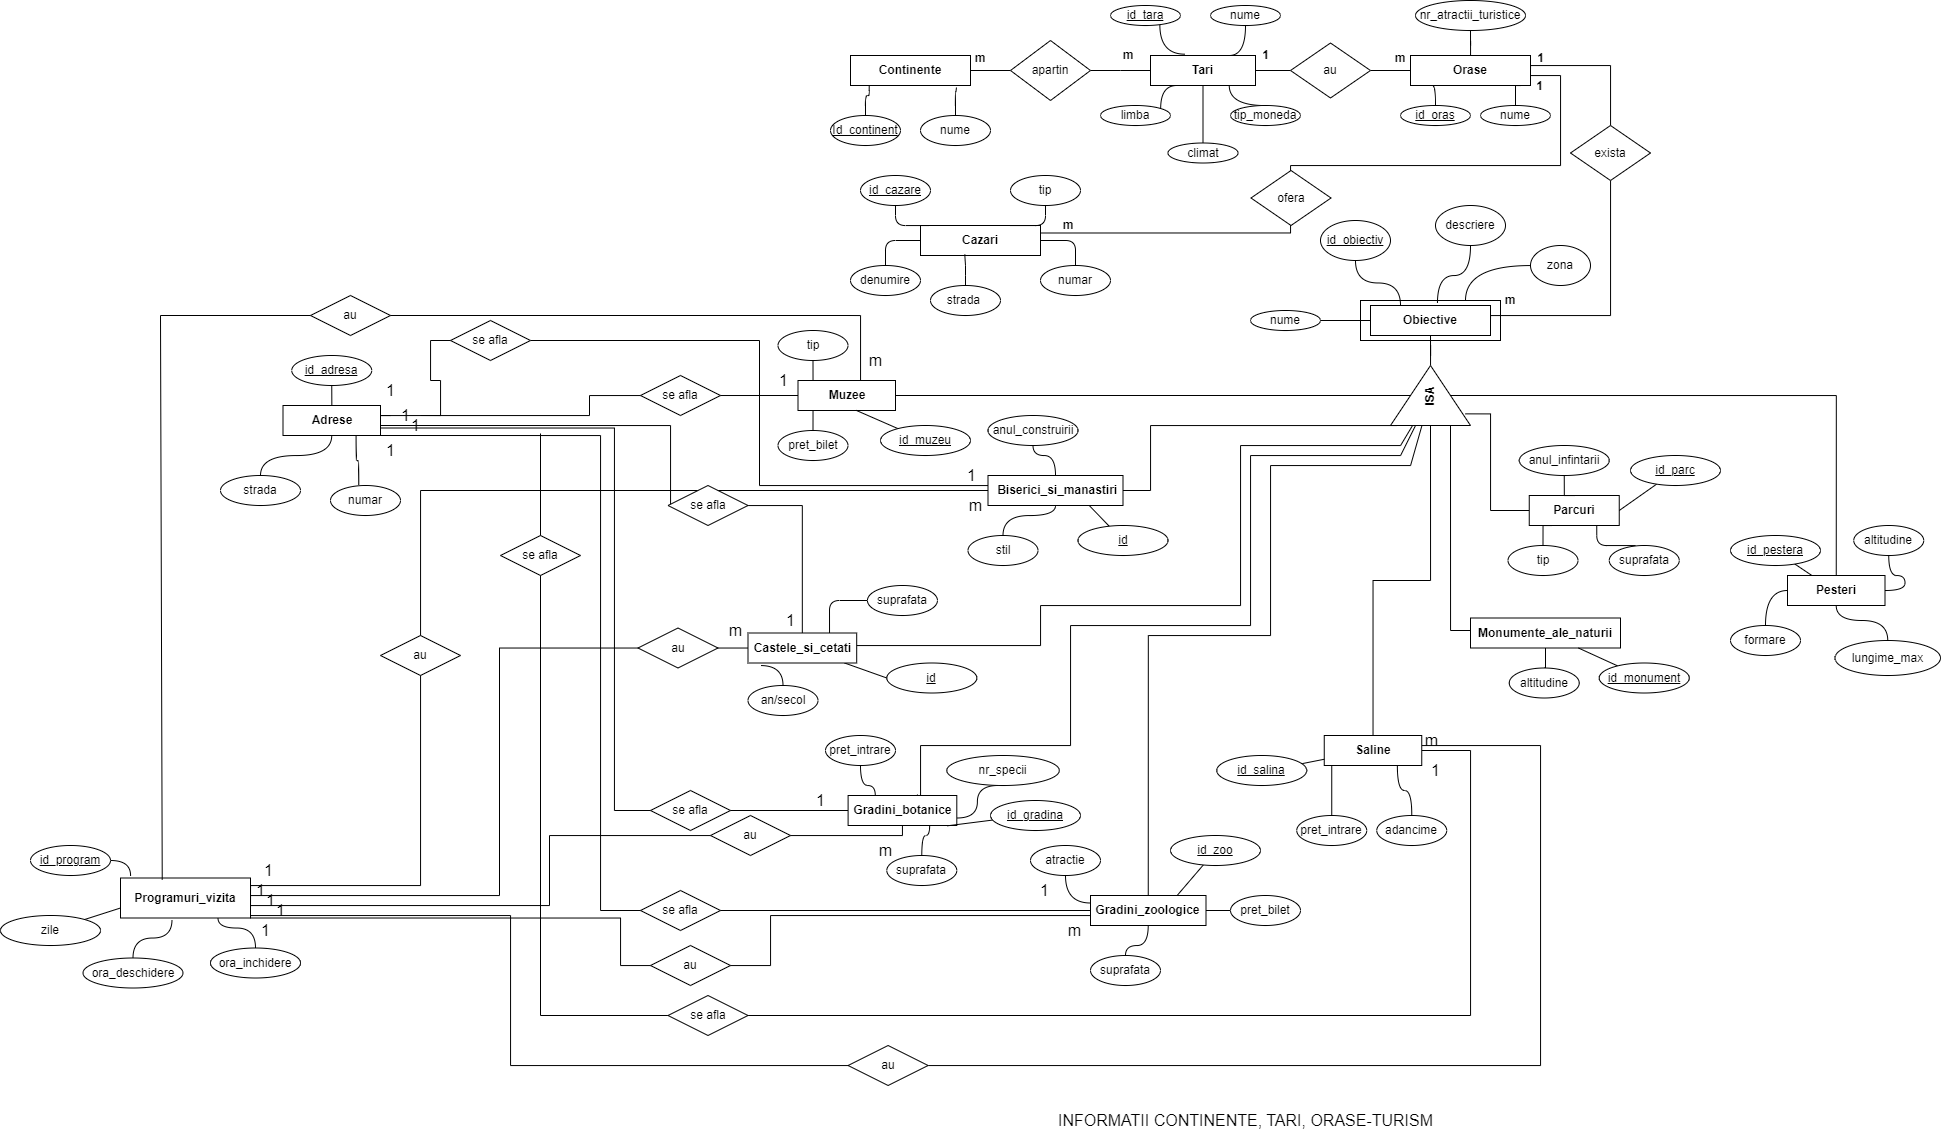 id_tara
nume
nr_atractii_turistice
Continente
m
apartin
m
Tari
1
au
m
Orase
1
1
Id_continent
nume
limba
tip_moneda
climat
id_oras
nume
exista
id_cazare
tip
ofera
Cazari
m
denumire
strada
numar
id_obiectiv
descriere
zona
nume
Obiective
m
au
se afla
tip
m
id_adresa
1
se afla
1
Muzee
ISA
Adrese
1
1
1
pret_bilet
id_muzeu
anul_construirii
strada
numar
1
Biserici_si_manastiri
m
se afla
stil
id
anul_infintarii
id_parc
Parcuri
tip
suprafata
se afla
id_pestera
altitudine
Pesteri
formare
lungime_max
suprafata
1
m
au
au
Castele_si_cetati
id
an/secol
Monumente_ale_naturii
altitudine
id_monument
Saline
m
1
id_salina
pret_intrare
adancime
pret_intrare
nr_specii
se afla
1
Gradini_botanice
id_gradina
au
m
suprafata
id_program
1
1
1
1
1
Programuri_vizita
zile
ora_deschidere
ora_inchidere
atractie
id_zoo
1
se afla
Gradini_zoologice
pret_bilet
m
au
suprafata
se afla
au
INFORMATII CONTINENTE, TARI, ORASE-TURISM